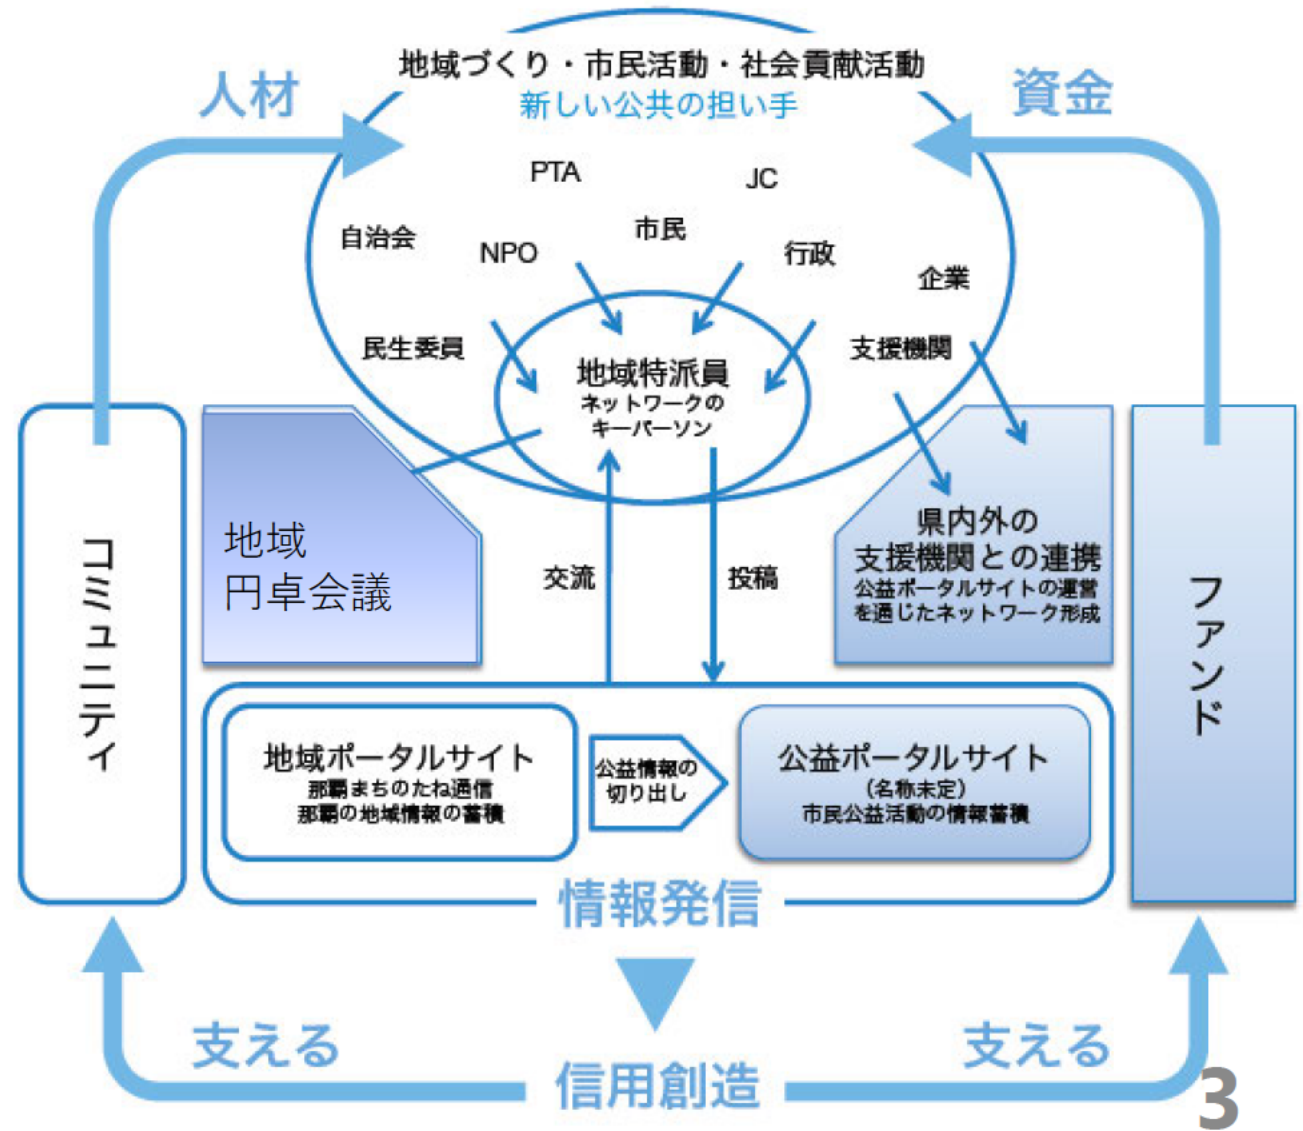 地域づくり・市民活動・社会貢献活動
新しい公共の担い手
人材
資金
PTA
JC
市民
自治会
NPO
行政
企業
民生委員
支援機関
地域特派員
ネットワークの
キーパーソン
地域
円卓会議
県内外の
支援機関との連携
公益ポータルサイトの運営
を通じたネットワーク形成
交流
投稿
コミュニティ
ファンド
地域ポータルサイト
那覇まちのたね通信
那覇の地域情報の蓄積
公益情報の
切り出し
公益ポータルサイト
（名称未定）
市民公益活動の情報蓄積
情報発信
支える
支える
信用創造
3